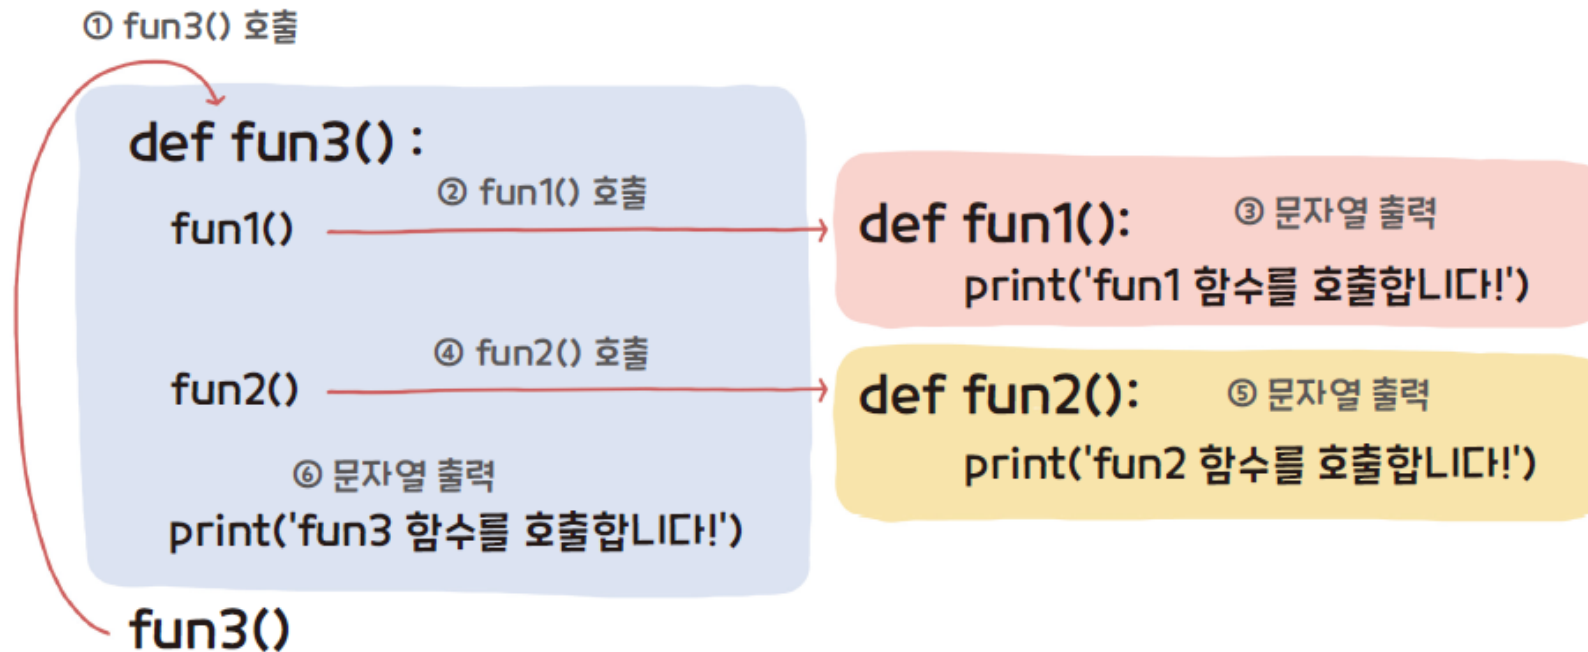 ① fun3() 호출
def fun3() :
② fun1() 호출
fun1()
def fun1():
③ 문자열 출력
print('fun1 함수를 호출합니다!')
④ fun2() 호출
fun2()
def fun2():
⑤ 문자열 출력
print('fun2 함수를 호출합니다!')
⑥ 문자열 출력
print('fun3 함수를 호출합니다!')
fun3()